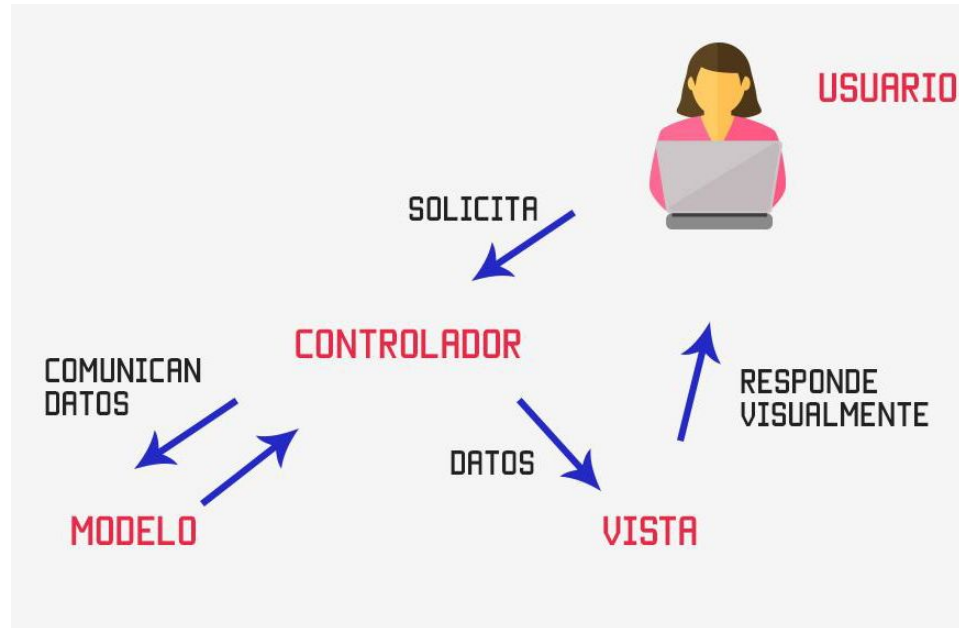 USUARIO
SOLICITA
CONTROLADOR
COMUNICAN
DATOS
RESPONDE
VISUALMENTE
DATOS
MODELO
VISTA